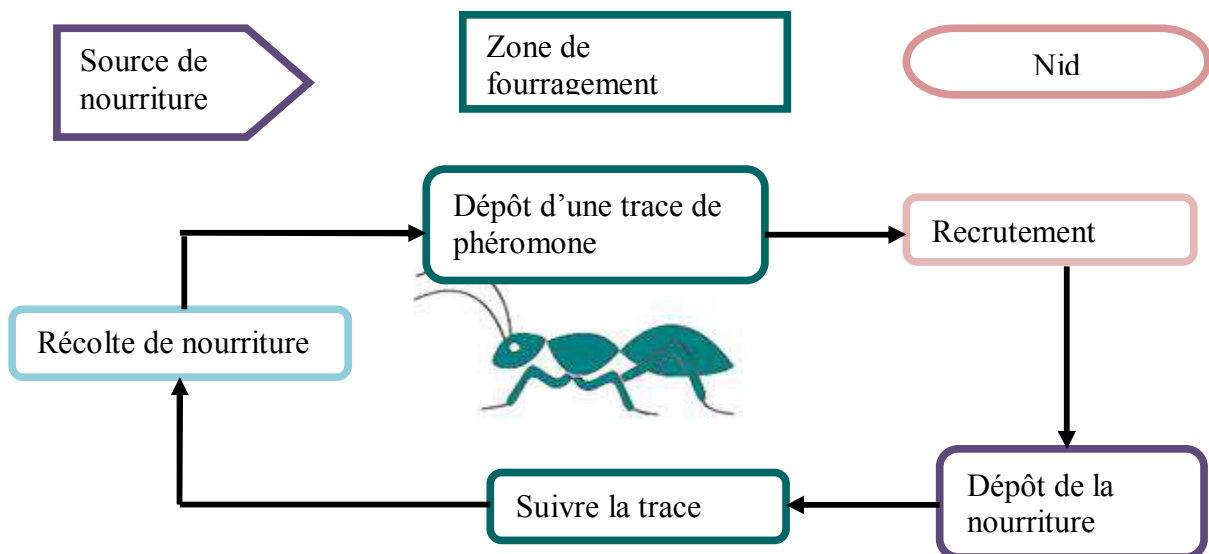 Source de
nourriture
Zone de
fourragement
Nid
Dépôt d’une trace de
phéromone
Recrutement
Récolte de nourriture
Suivre la trace
Dépôt de la
nourriture